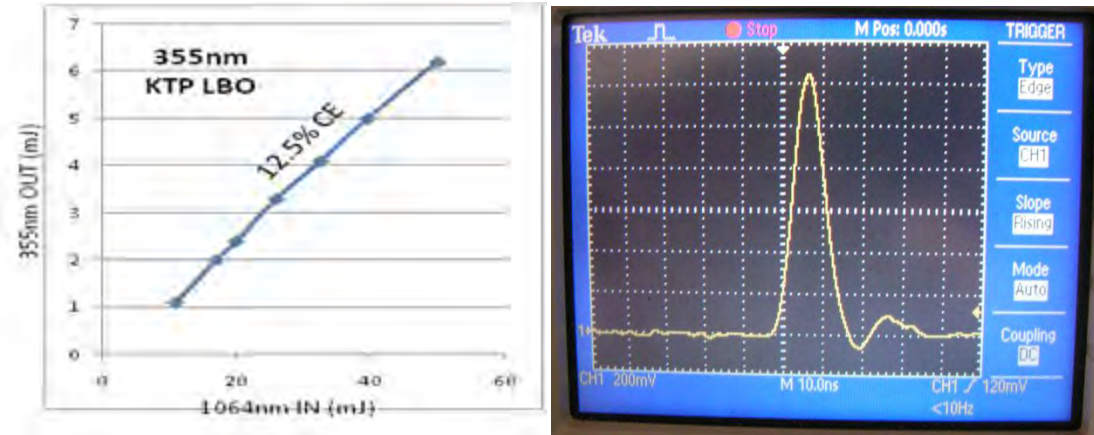 7
6
5
4
3
2
1
0
355nm
KTP LBO
12.5% CE
355nm OUT (mJ)
0 20 40 60
1064nm IN (mJ)
Tek Stop M Pos: 0.000s TRIGGER
Type
Edge
Source
CH1
Slope
Rising
Mode
Auto
Coupling
DC
1
CH1 200mV M 10.0ns CH1 120mV
<10Hz